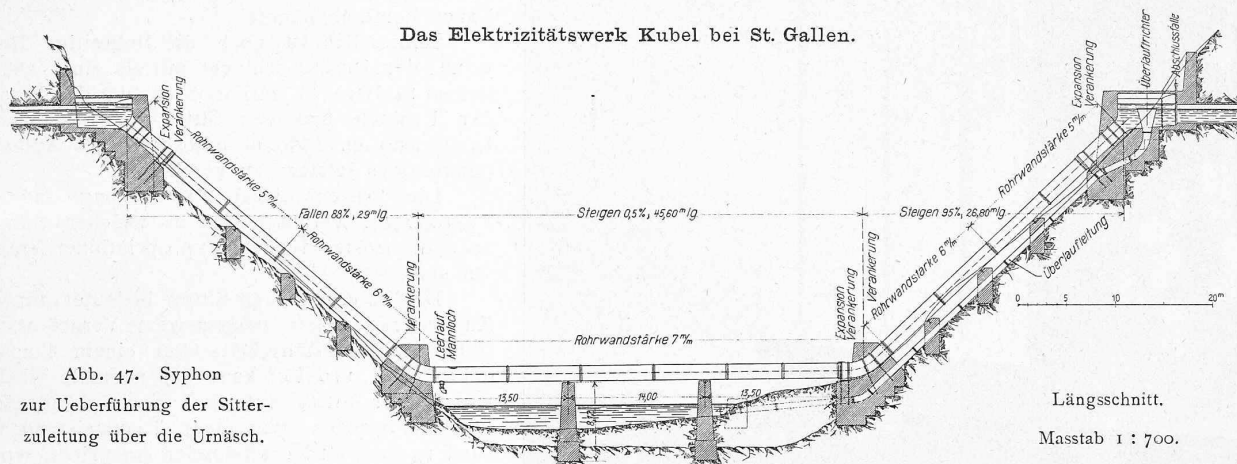 Das Elektrizitätswerk Kubel bei St. Gallen.
Expansion
Verankerung
Rohrwandstärke 5 m/m
Fallen 83%, 29 m lg
Rohrwandstärke 6 m/m
Verankerung
Leerlauf
Mannloch
Steigen 0,5%, 45,60 m lg
Rohrwandstärke 7 m/m
13,50
14,00
13,50
Expansion
Verankerung
Verankerung
Steigen 95%, 26,80 m lg
Rohrwandstärke 6 m/m
Rohrwandstärke 5 m/m
Expansion
Verankerung
Überlauftrichter
Abschlussfalle
Überlaufleitung
0 5 10 15 20 m
Abb. 47. Syphon
zur Ueberführung der Sitter-
zuleitung über die Urnäsch.
Längsschnitt.
Masstab 1 : 700.